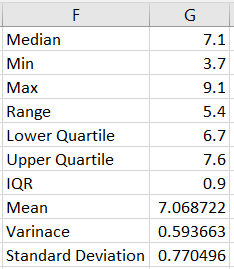 F G
Median 7.1
Min 3.7
Max 9.1
Range 5.4
Lower Quartile 6.7
Upper Quartile 7.6
IQR 0.9
Mean 7.068722
Varinace 0.593663
Standard Deviation 0.770496